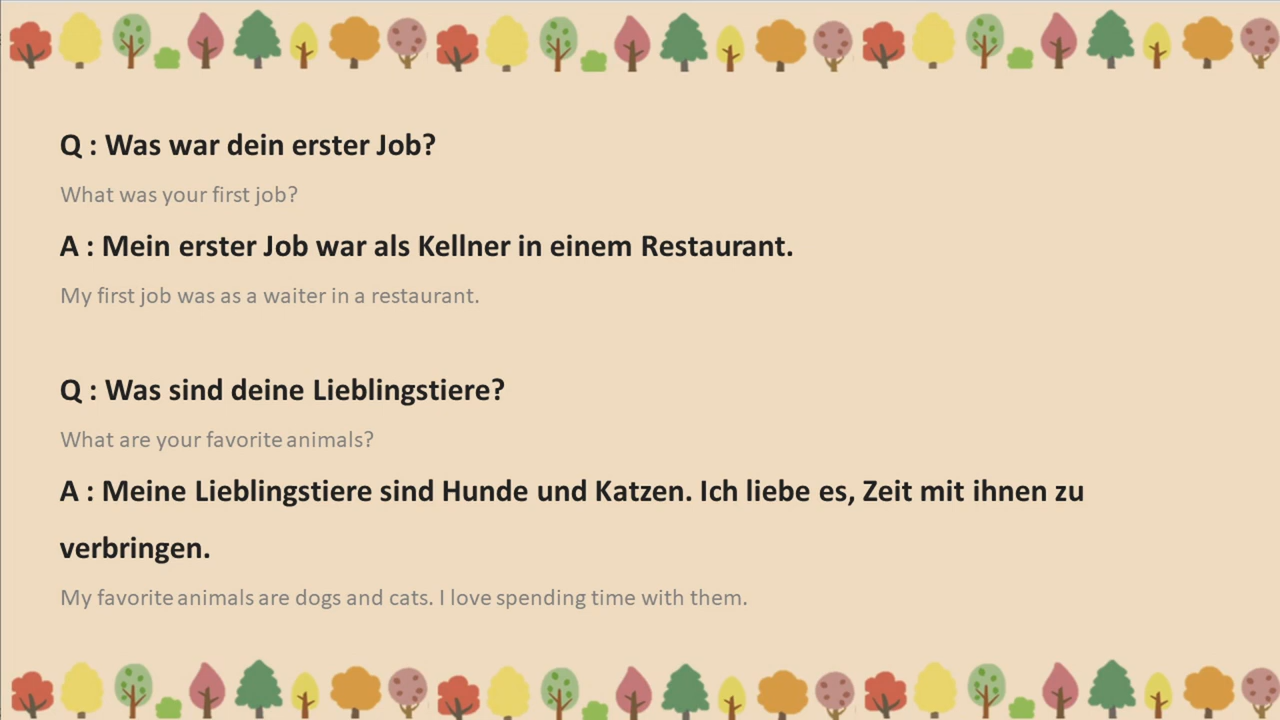 Q : Was war dein erster Job?
What was your first job?
A : Mein erster Job war als Kellner in einem Restaurant.
My first job was as a waiter in a restaurant.
Q : Was sind deine Lieblingstiere?
What are your favorite animals?
A : Meine Lieblingstiere sind Hunde und Katzen. Ich liebe es, Zeit mit ihnen zu
verbringen.
My favorite animals are dogs and cats. I love spending time with them.